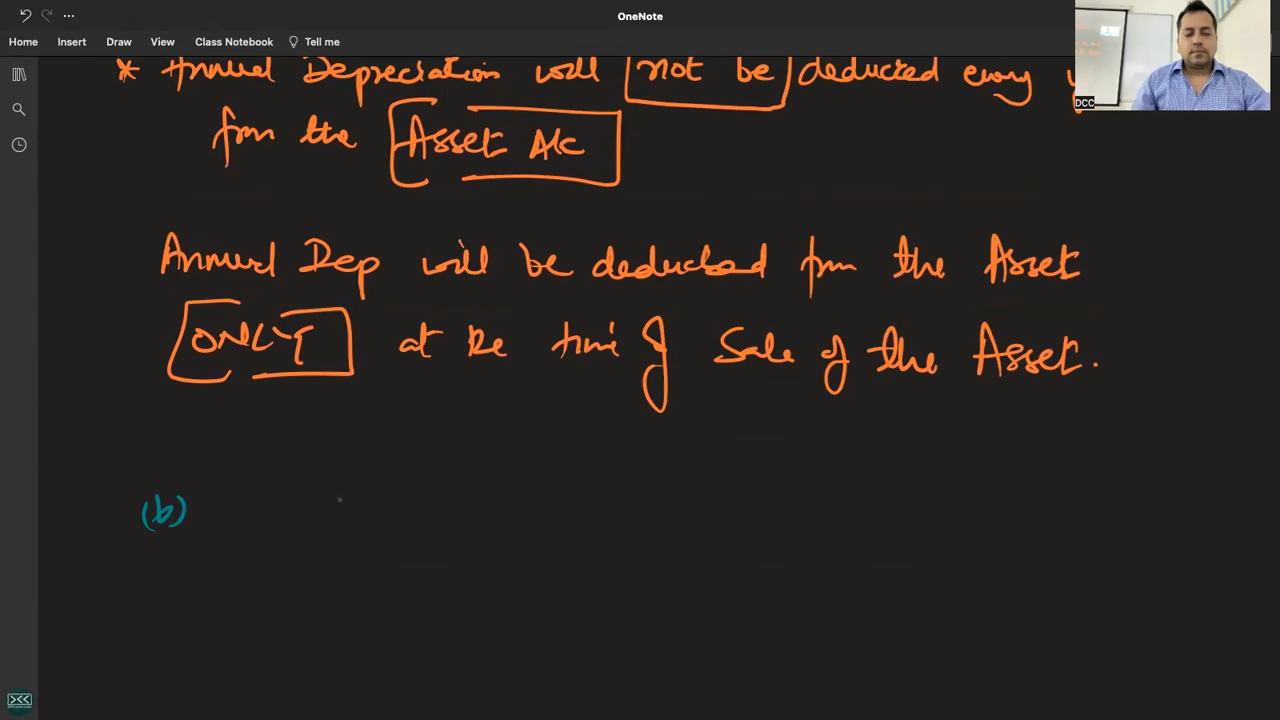 OneNote
Home Insert Draw View Class Notebook Tell me
DCC
* Annual Depreciation will not be deducted every
from the Asset A/c
Annual Dep will be deducted from the Asset
ONLY at the time of Sale of the Asset.
(b)